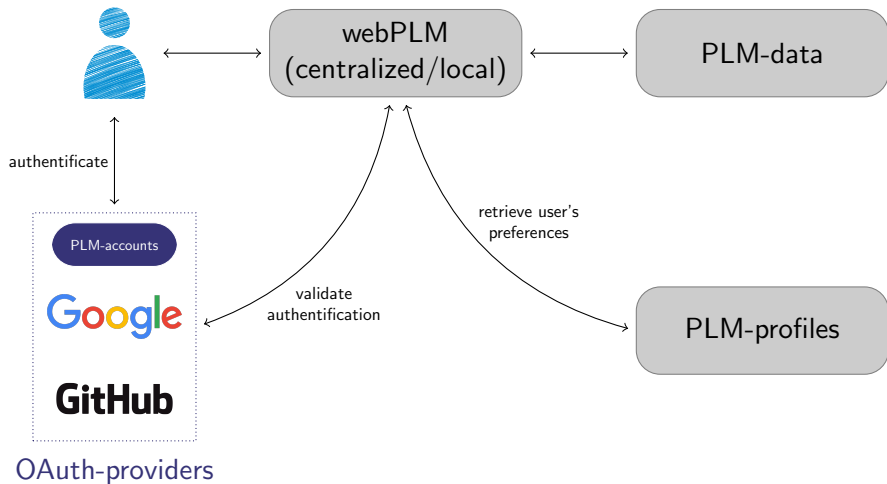 webPLM
(centralized/local)
PLM-data
authentificate
PLM-accounts
Google
GitHub
OAuth-providers
validate
authentification
retrieve user's
preferences
PLM-profiles